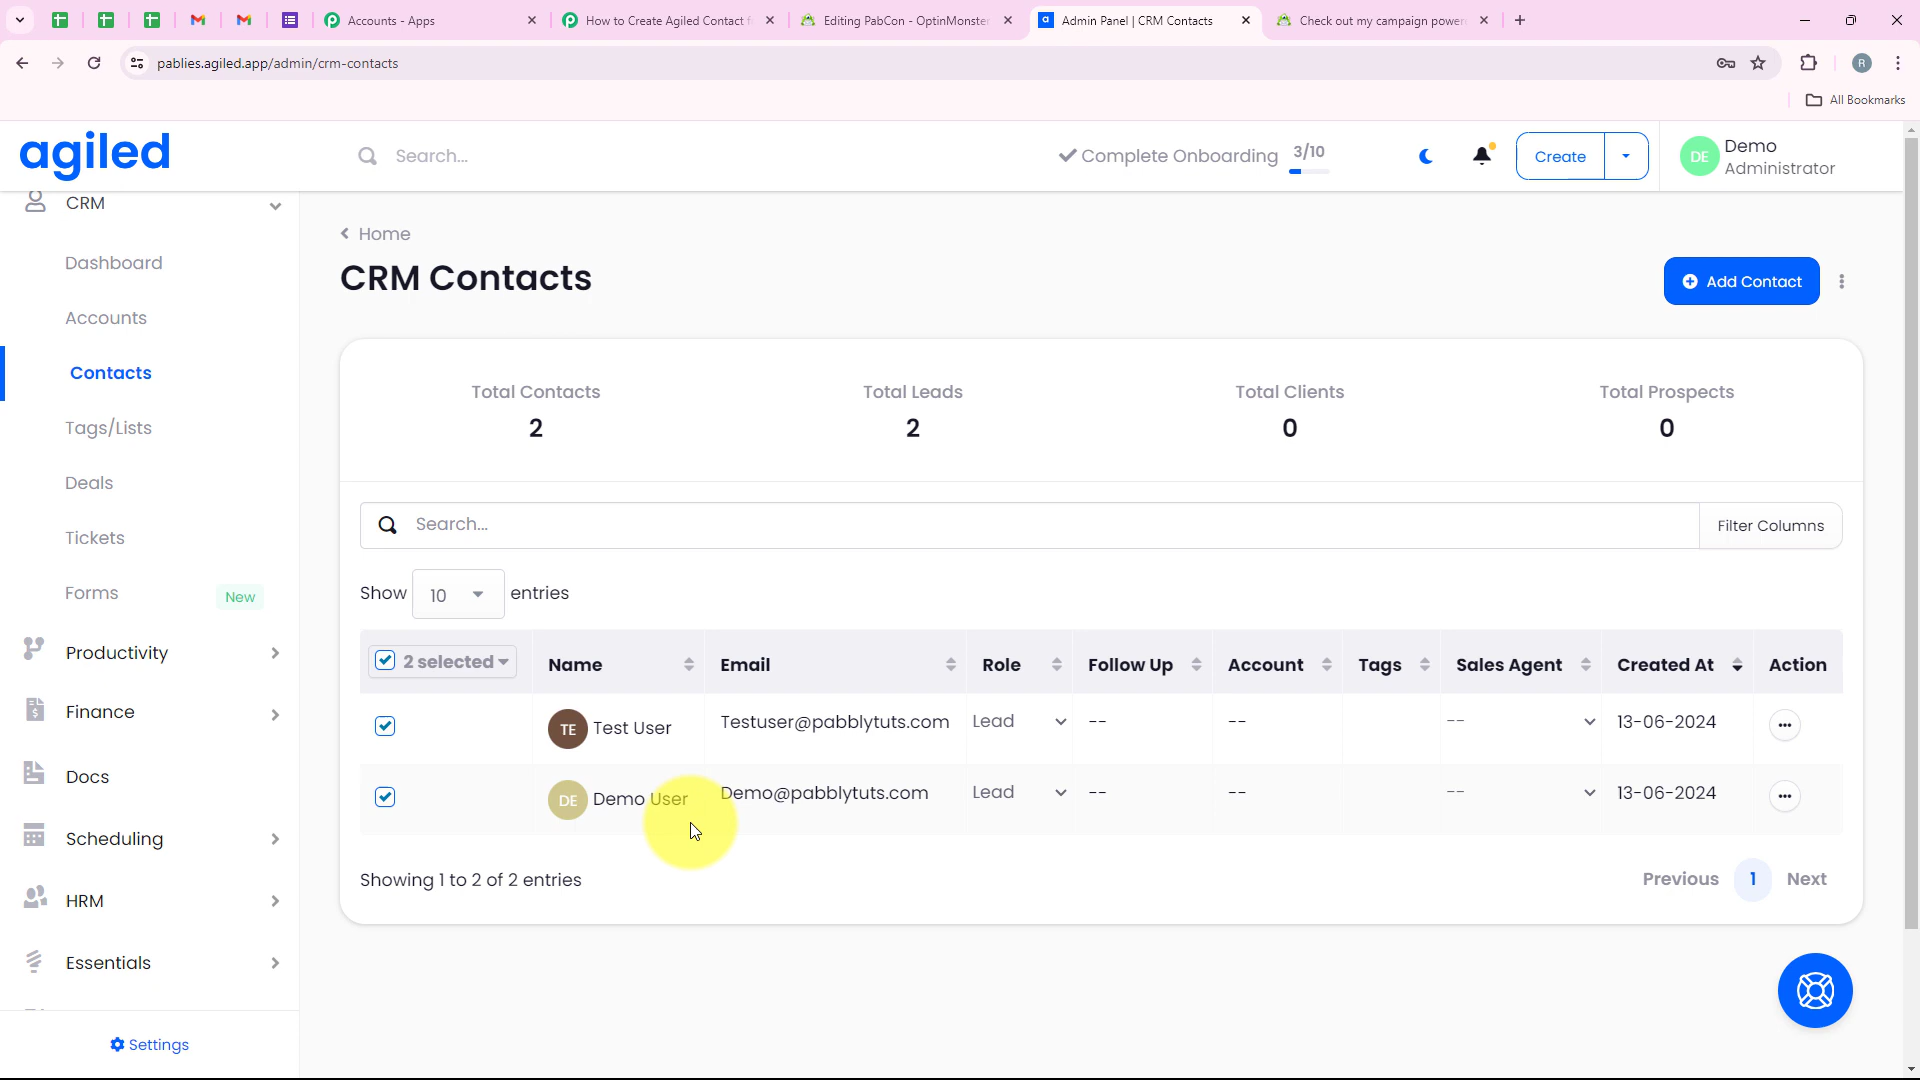 Accounts - Apps
How to Create Agiled Contact f
Editing PabCon - OptinMonster
Admin Panel | CRM Contacts
Check out my campaign power
pablies.agiled.app/admin/crm-contacts
R
All Bookmarks
agiled
Search...
Complete Onboarding 3/10
Create
DE
Demo
Administrator
CRM
Dashboard
Accounts
Contacts
Tags/Lists
Deals
Tickets
Forms New
Productivity
Finance
Docs
Scheduling
HRM
Essentials
Settings
Home
CRM Contacts
Add Contact
Total Contacts Total Leads Total Clients Total Prospects
2 2 0 0
Search...
Filter Columns
Show 10 entries
2 selected Name Email Role Follow Up Account Tags Sales Agent Created At Action
TE Test User Testuser@pabblytuts.com Lead -- -- -- 13-06-2024
DE Demo User Demo@pabblytuts.com Lead -- -- -- 13-06-2024
Showing 1 to 2 of 2 entries
Previous 1 Next